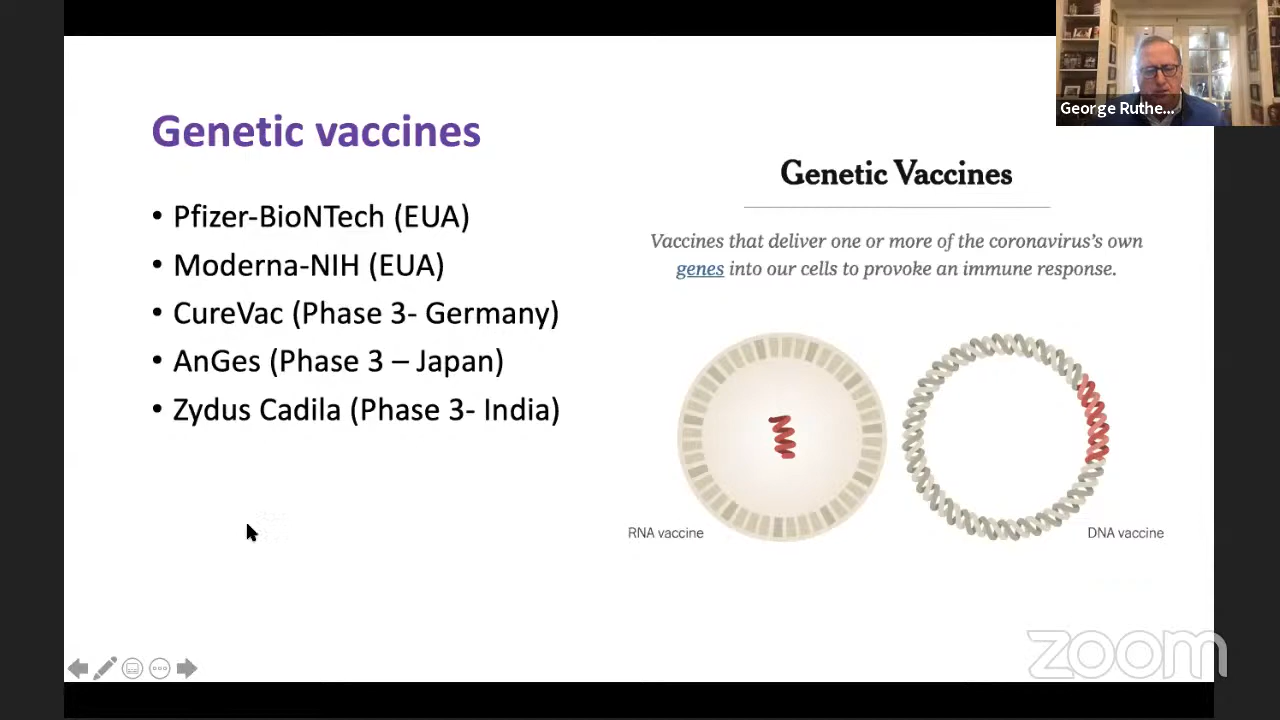 George Ruthe...
Genetic vaccines
• Pfizer-BioNTech (EUA)
• Moderna-NIH (EUA)
• CureVac (Phase 3- Germany)
• AnGes (Phase 3 – Japan)
• Zydus Cadila (Phase 3- India)
Genetic Vaccines
Vaccines that deliver one or more of the coronavirus's own
genes into our cells to provoke an immune response.
RNA vaccine
DNA vaccine
zoom